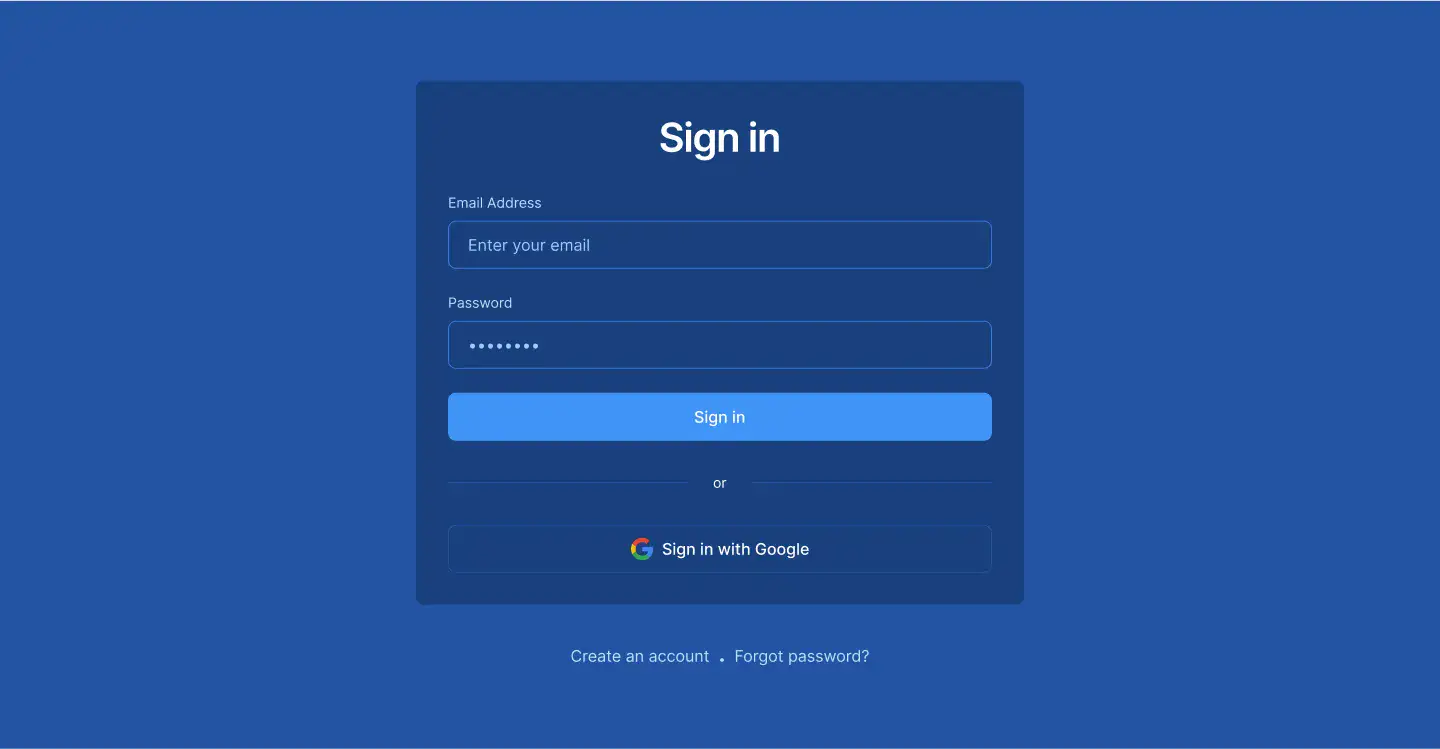 Sign in
Email Address
Enter your email
Password
••••••••
Sign in
or
Sign in with Google
Create an account • Forgot password?